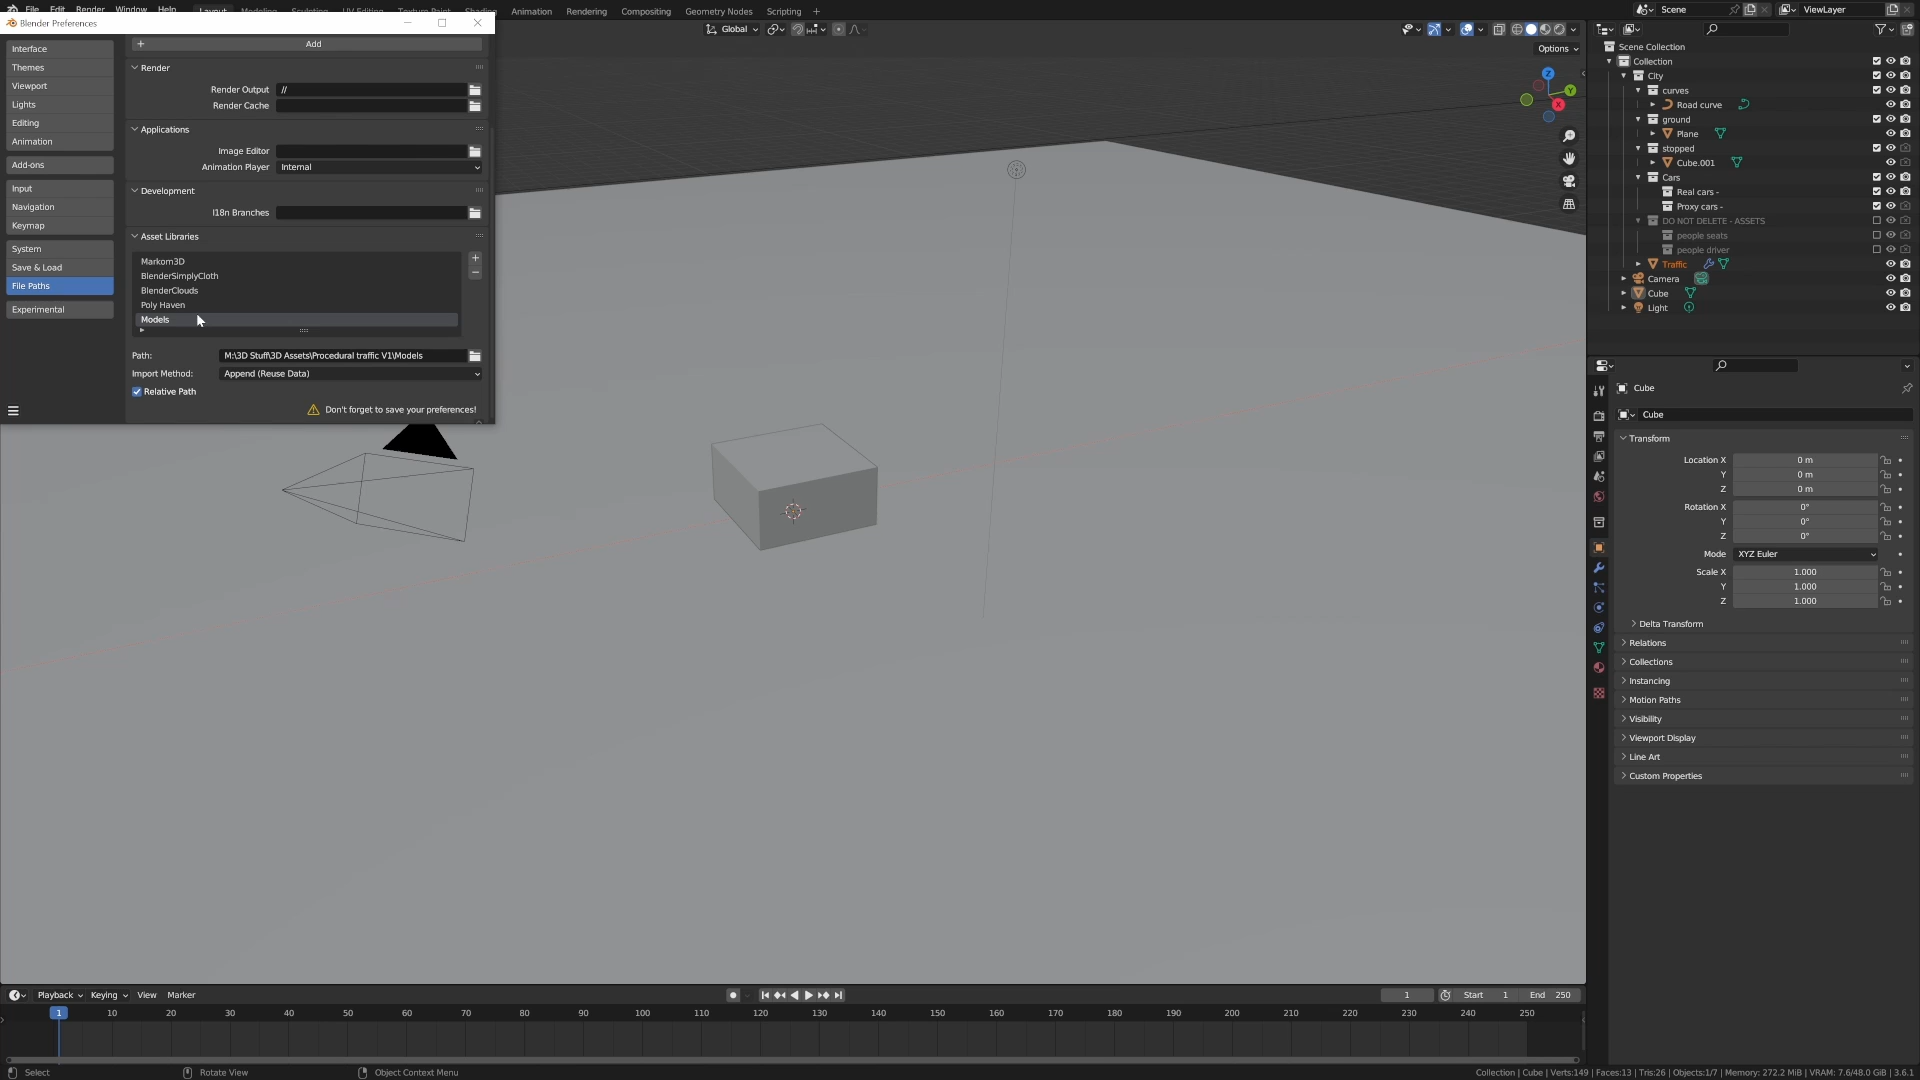 File Edit Render Window Help Layout Modeling Sculpting UV Editing Texture Paint Shading Animation Rendering Compositing Geometry Nodes Scripting +
Scene ViewLayer
Blender Preferences
Global
Options
Interface
Themes
Viewport
Lights
Editing
Animation
Add-ons
Input
Navigation
Keymap
System
Save & Load
File Paths
Experimental
+ Add
Render
Render Output //
Render Cache
Applications
Image Editor
Animation Player Internal
Development
I18n Branches
Asset Libraries
Markom3D
BlenderSimplyCloth
BlenderClouds
Poly Haven
Models
Path: M:\3D Stuff\3D Assets\Procedural traffic V1\Models
Import Method: Append (Reuse Data)
Relative Path
Don't forget to save your preferences!
Z
Y
X
Scene Collection
Collection
City
curves
Road curve
ground
Plane
stopped
Cube.001
Cars
Real cars -
Proxy cars -
DO NOT DELETE - ASSETS
people seats
people driver
Traffic
Camera
Cube
Light
Cube
Cube
Transform
Location X 0 m
Y 0 m
Z 0 m
Rotation X 0°
Y 0°
Z 0°
Mode XYZ Euler
Scale X 1.000
Y 1.000
Z 1.000
Delta Transform
Relations
Collections
Instancing
Motion Paths
Visibility
Viewport Display
Line Art
Custom Properties
Playback Keying View Marker 1 Start 1 End 250
1 10 20 30 40 50 60 70 80 90 100 110 120 130 140 150 160 170 180 190 200 210 220 230 240 250
Select Rotate View Object Context Menu Collection | Cube | Verts:149 | Faces:13 | Tris:26 | Objects:1/7 | Memory: 272.2 MiB | VRAM: 7.6/48.0 GiB | 3.6.1